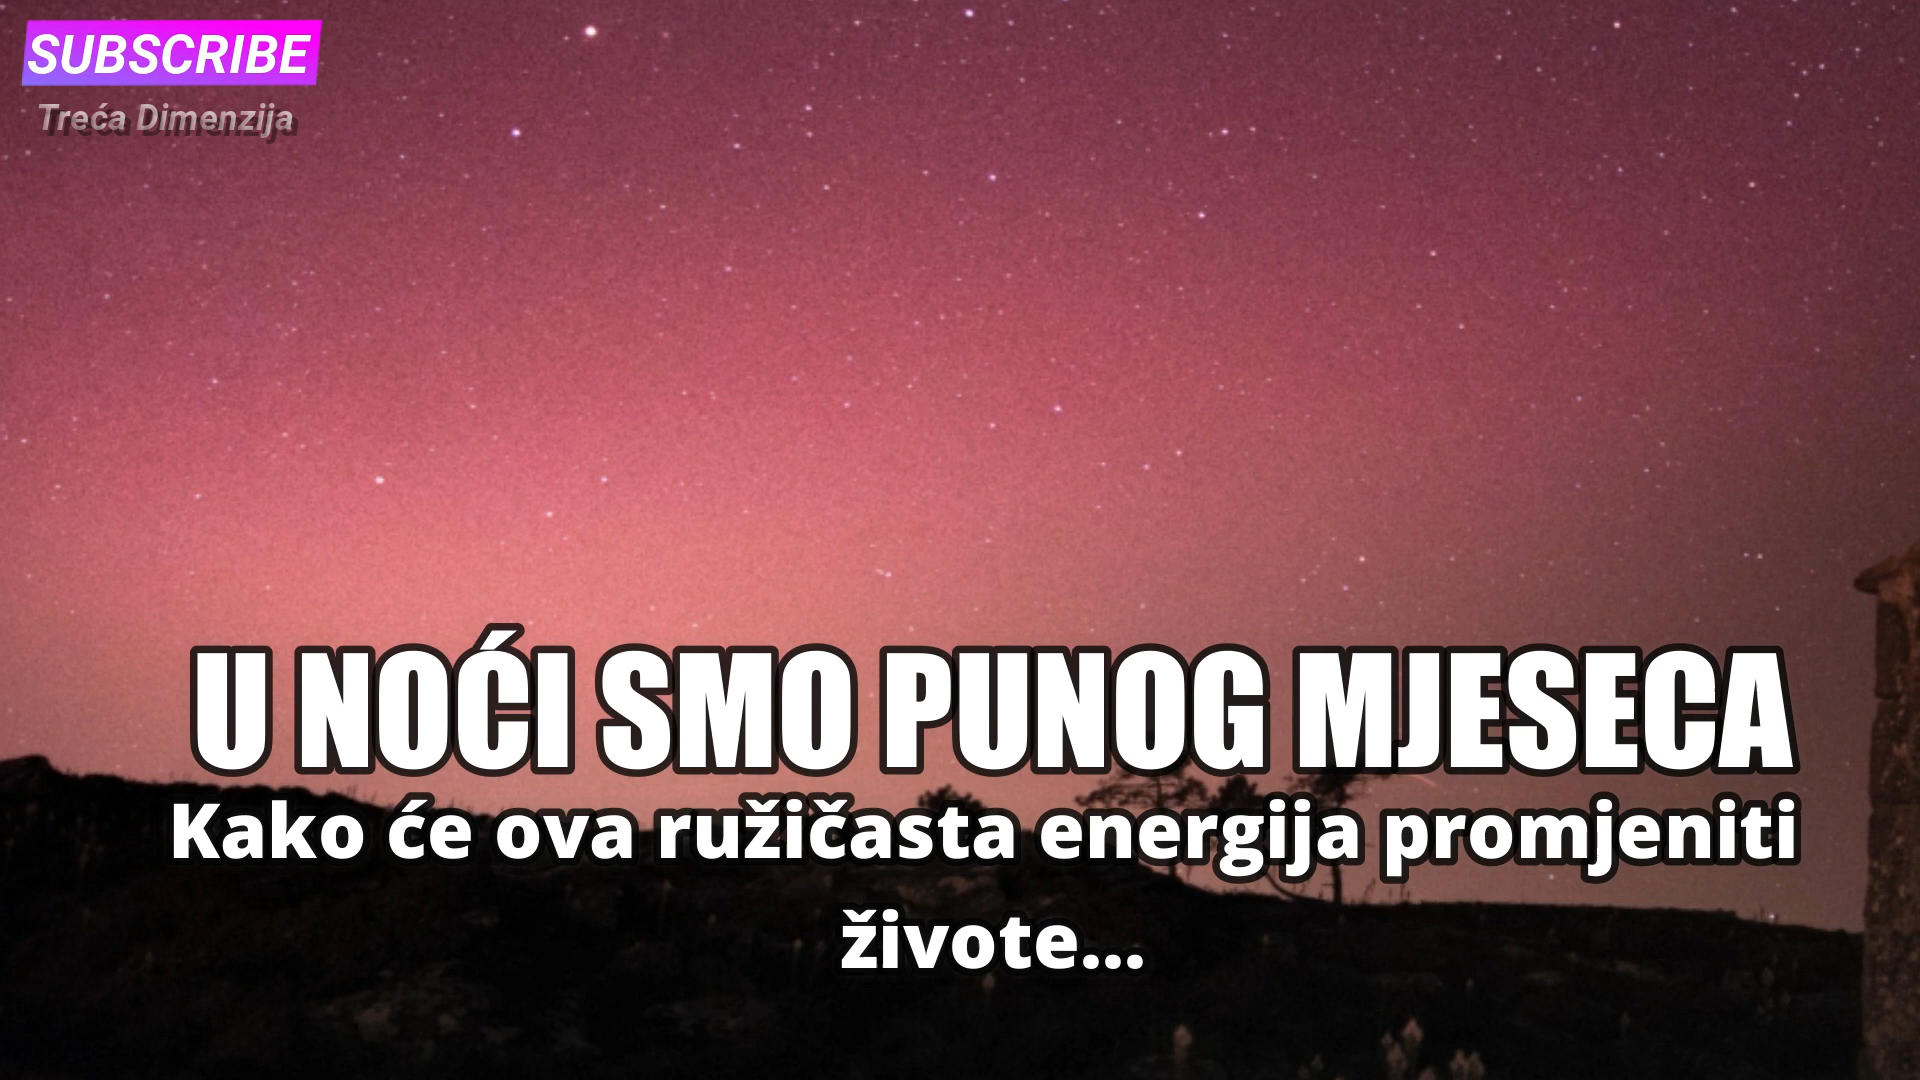 SUBSCRIBE
Treća Dimenzija
U NOĆI SMO PUNOG MJESECA
Kako će ova ružičasta energija promjeniti
živote...